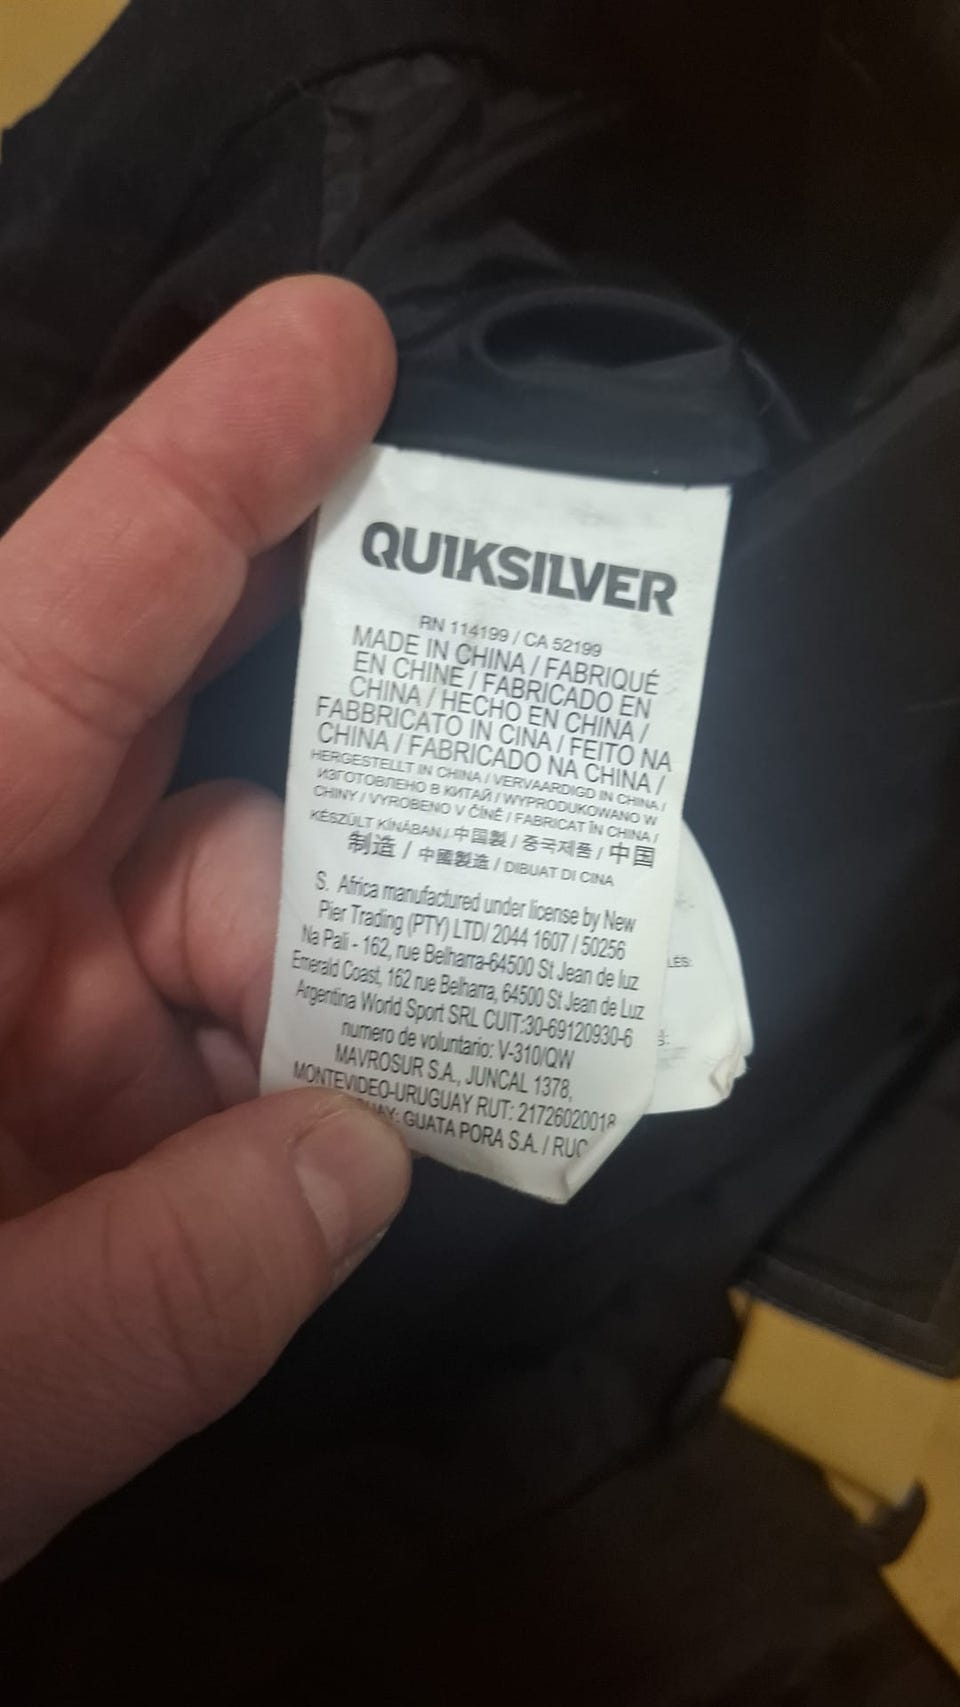 QUIKSILVER
RN 114199 / CA 52199
MADE IN CHINA / FABRIQUÉ
EN CHINE / FABRICADO EN
CHINA / HECHO EN CHINA /
FABBRICATO IN CINA / FEITO NA
CHINA / FABRICADO NA CHINA /
HERGESTELLT IN CHINA / VERVAARDIGD IN CHINA /
ИЗГОТОВЛЕНО В КИТАЙ / WYPRODUKOWANO W
CHINY / VYROBENO V ČÍNĚ / FABRICAT ÎN CHINA /
KÉSZÜLT KÍNÁBAN / 中国製 / 중국제품 / 中国
制造 / 中國製造 / DIBUAT DI CINA
S. Africa manufactured under license by New
Pier Trading (PTY) LTD/ 2044 1607 / 50256
Na Pali - 162, rue Belharra-64500 St Jean de luz
Emerald Coast, 162 rue Belharra, 64500 St Jean de Luz
Argentina World Sport SRL CUIT:30-69120930-6
numero de voluntario: V-310/QW
MAVROSUR S.A., JUNCAL 1378,
MONTEVIDEO-URUGUAY RUT: 21726020018
UAY: GUATA PORA S.A. / RUC
LES: